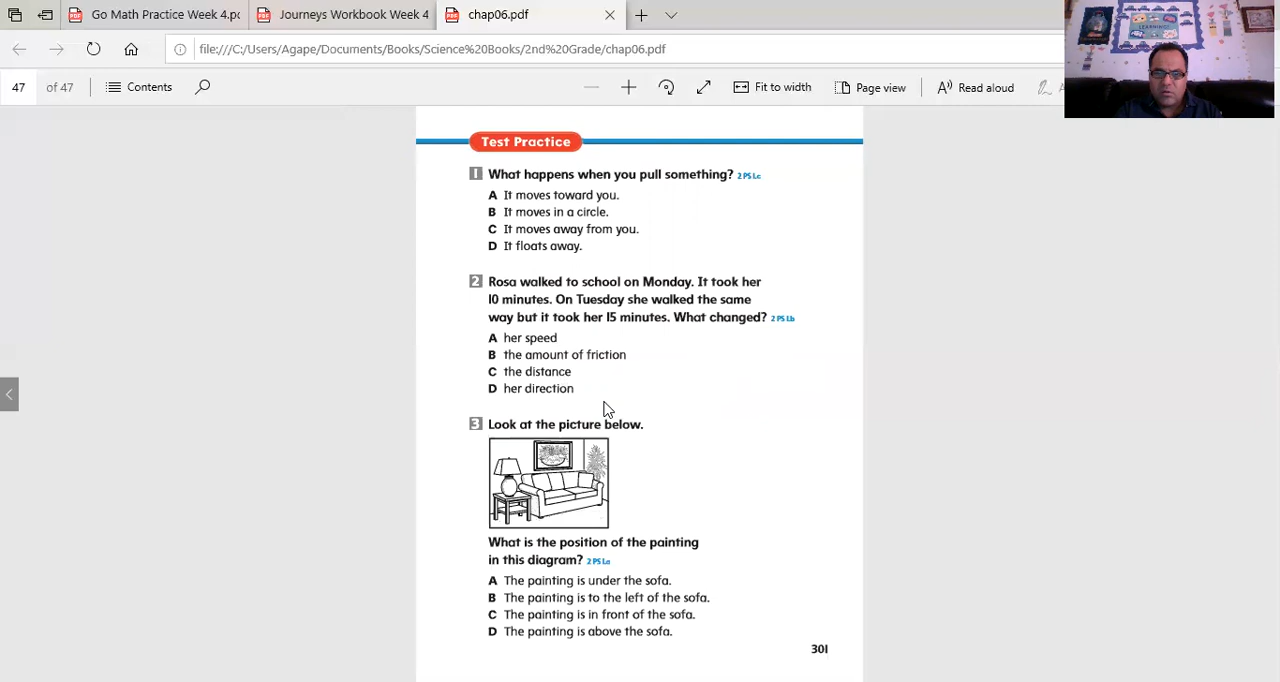 Go Math Practice Week 4.pc
Journeys Workbook Week 4
chap06.pdf
file:///C:/Users/Agape/Documents/Books/Science%20Books/2nd%20Grade/chap06.pdf
47 of 47
Contents
Fit to width
Page view
Read aloud
Test Practice
1 What happens when you pull something? 2 PS 1.c
A It moves toward you.
B It moves in a circle.
C It moves away from you.
D It floats away.
2 Rosa walked to school on Monday. It took her
10 minutes. On Tuesday she walked the same
way but it took her 15 minutes. What changed? 2 PS 1.b
A her speed
B the amount of friction
C the distance
D her direction
3 Look at the picture below.
What is the position of the painting
in this diagram? 2 PS 1.a
A The painting is under the sofa.
B The painting is to the left of the sofa.
C The painting is in front of the sofa.
D The painting is above the sofa.
301